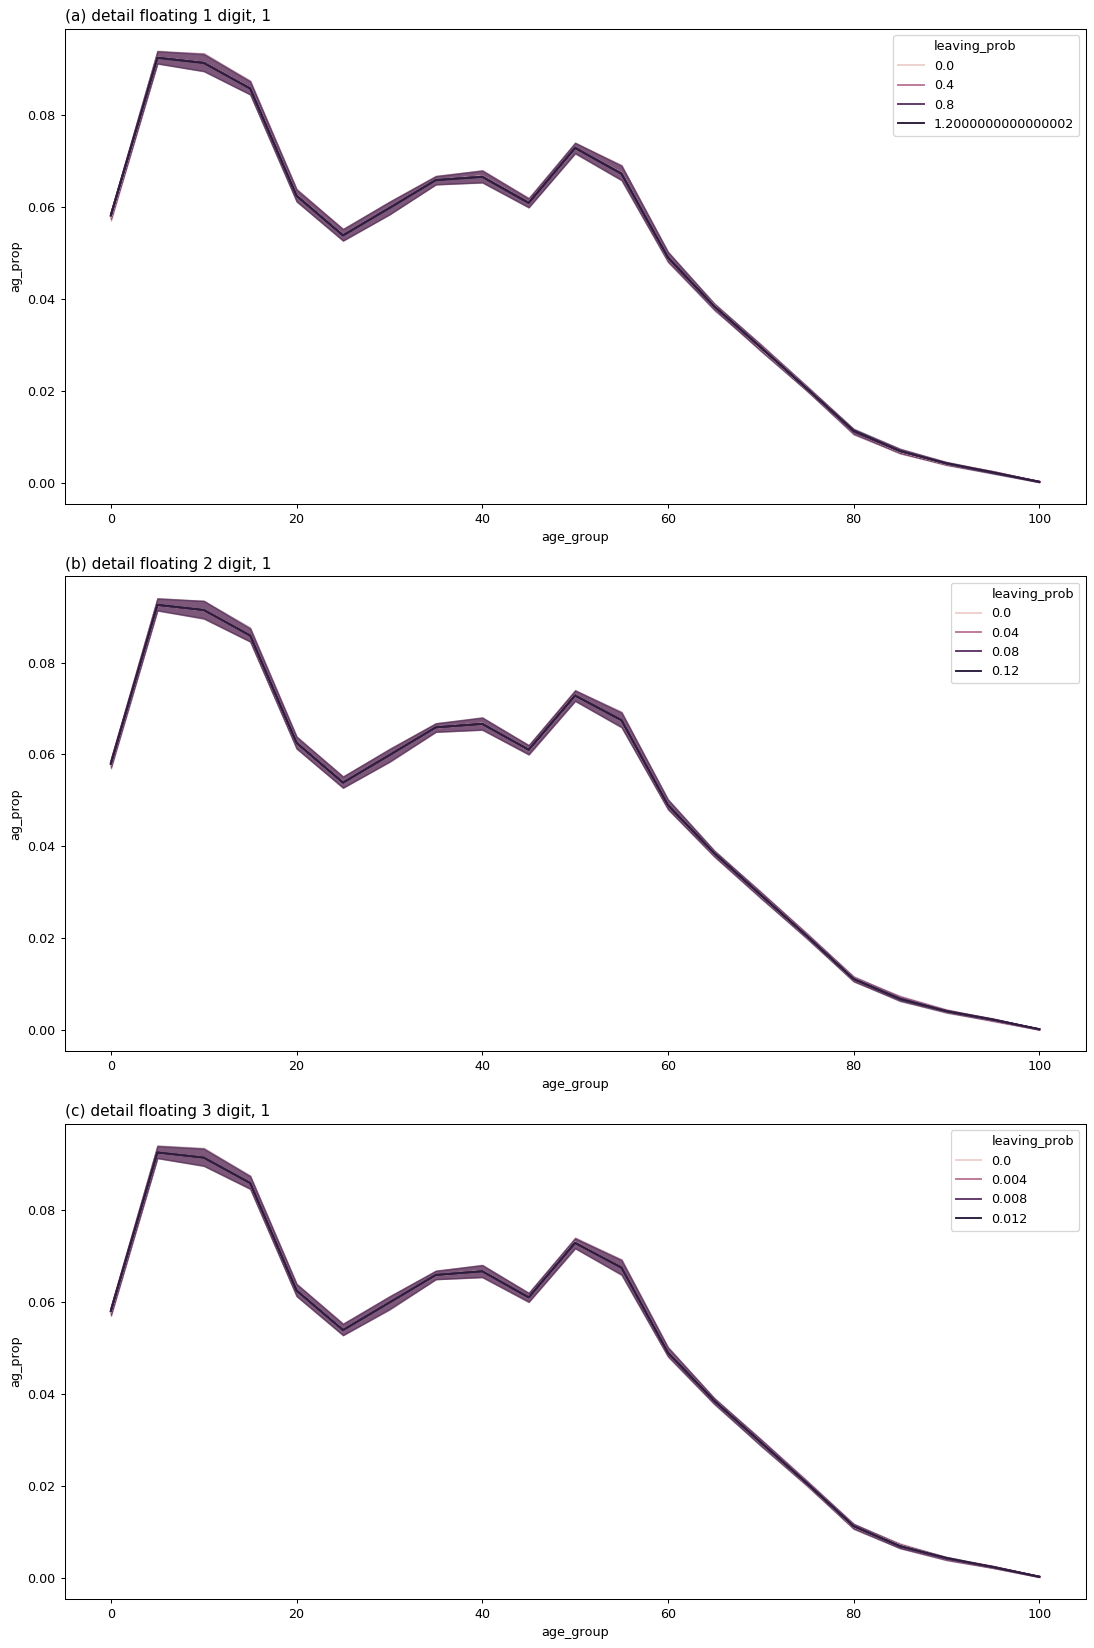 (a) detail floating 1 digit, 1
leaving_prob
0.0
0.4
0.8
1.2000000000000002
0.08
0.06
0.04
0.02
0.00
ag_prop
0 20 40 60 80 100
age_group
(b) detail floating 2 digit, 1
leaving_prob
0.0
0.04
0.08
0.12
0.08
0.06
0.04
0.02
0.00
ag_prop
0 20 40 60 80 100
age_group
(c) detail floating 3 digit, 1
leaving_prob
0.0
0.004
0.008
0.012
0.08
0.06
0.04
0.02
0.00
ag_prop
0 20 40 60 80 100
age_group